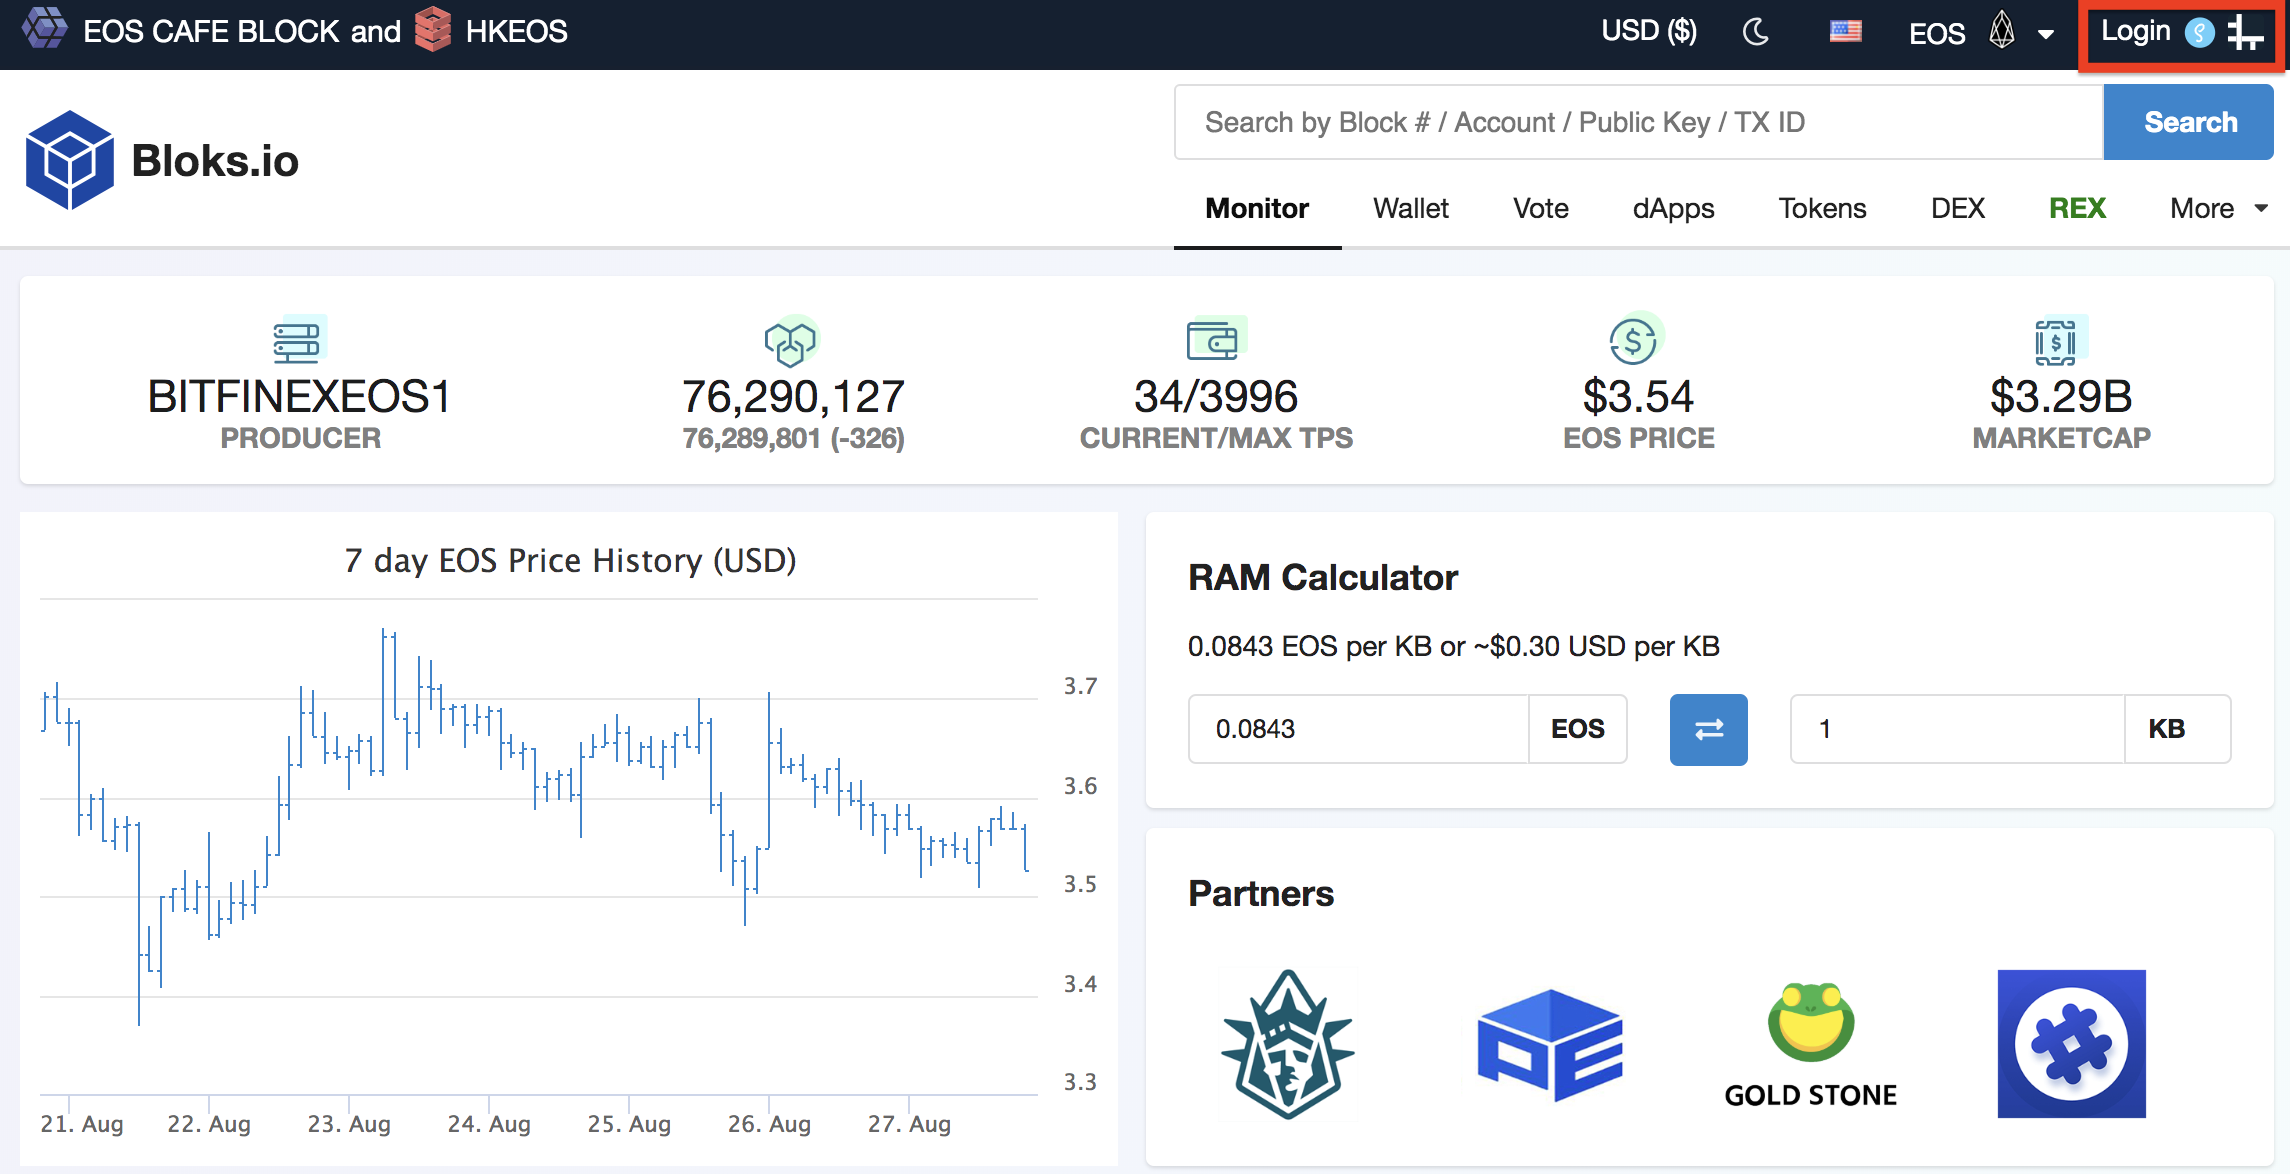 EOS CAFE BLOCK and HKEOS
USD ($)
EOS
Login
Bloks.io
Search by Block # / Account / Public Key / TX ID
Search
Monitor
Wallet
Vote
dApps
Tokens
DEX
REX
More
BITFINEXEOS1
PRODUCER
76,290,127
76,289,801 (-326)
34/3996
CURRENT/MAX TPS
$3.54
EOS PRICE
$3.29B
MARKETCAP
7 day EOS Price History (USD)
3.7
3.6
3.5
3.4
3.3
21. Aug
22. Aug
23. Aug
24. Aug
25. Aug
26. Aug
27. Aug
RAM Calculator
0.0843 EOS per KB or ~$0.30 USD per KB
0.0843
EOS
1
KB
Partners
GOLD STONE